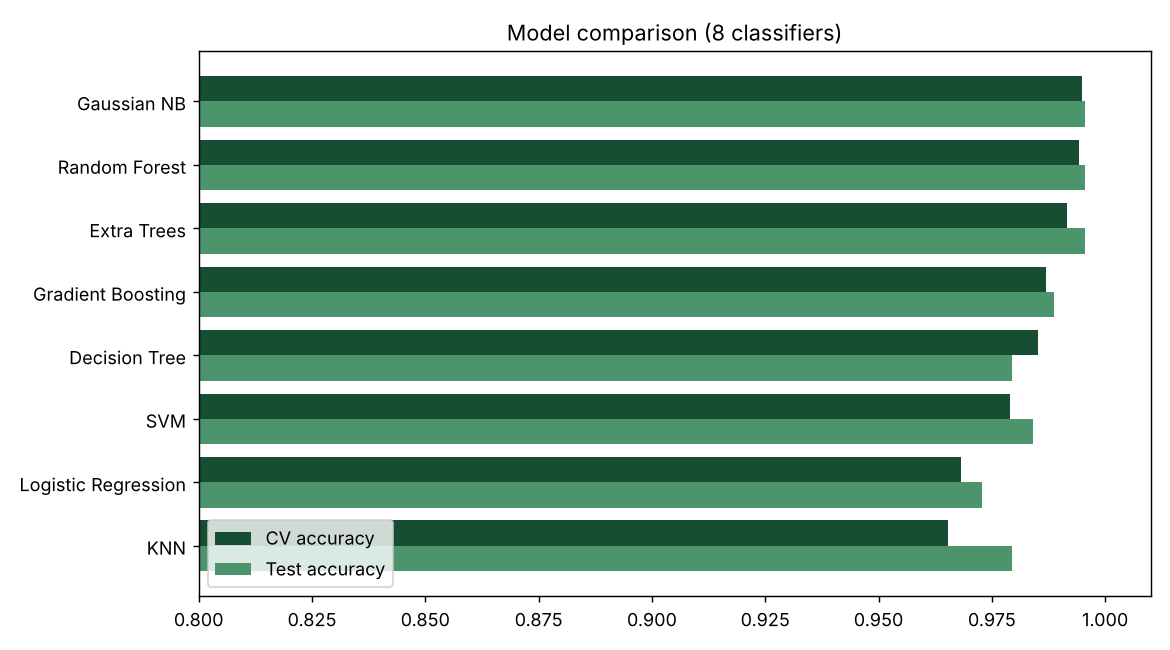 Model comparison (8 classifiers)
Gaussian NB
Random Forest
Extra Trees
Gradient Boosting
Decision Tree
SVM
Logistic Regression
KNN
CV accuracy
Test accuracy
0.800 0.825 0.850 0.875 0.900 0.925 0.950 0.975 1.000